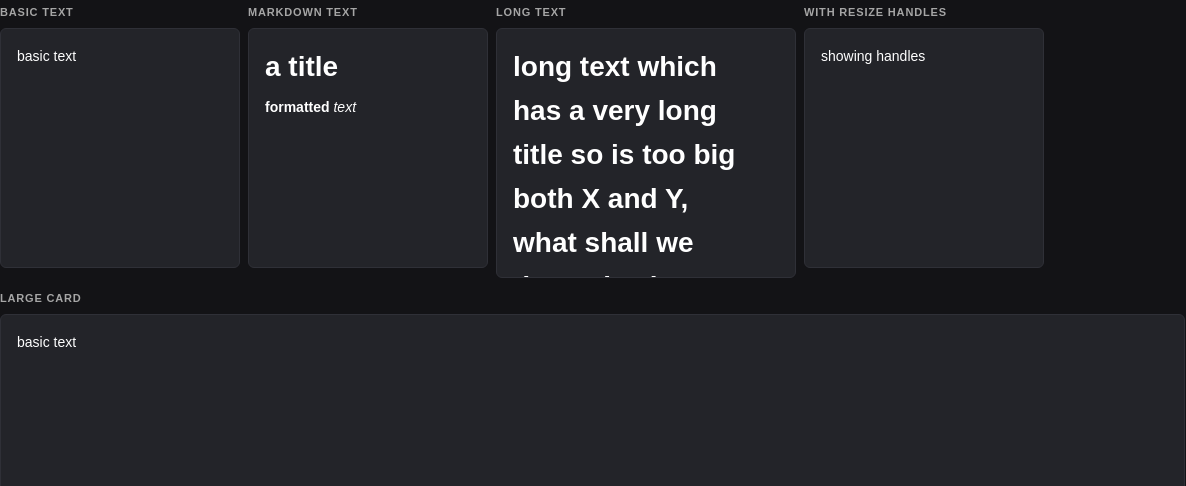 BASIC TEXT
MARKDOWN TEXT
LONG TEXT
WITH RESIZE HANDLES
basic text
a title
formatted text
long text which
has a very long
title so is too big
both X and Y,
what shall we
showing handles
LARGE CARD
basic text